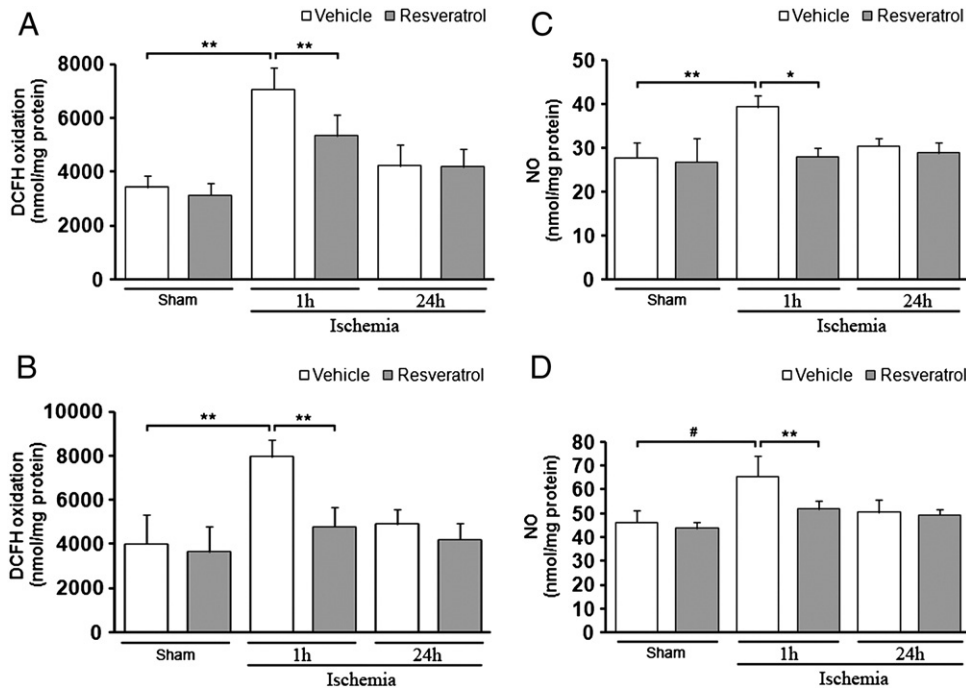 A
Vehicle Resveratrol
** **
DCFH oxidation
(nmol/mg protein)
8000
6000
4000
2000
0
Sham 1h 24h
Ischemia
C
Vehicle Resveratrol
** *
NO
(nmol/mg protein)
50
40
30
20
10
0
Sham 1h 24h
Ischemia
B
Vehicle Resveratrol
** **
DCFH oxidation
(nmol/mg protein)
10000
8000
6000
4000
2000
0
Sham 1h 24h
Ischemia
D
Vehicle Resveratrol
# **
NO
(nmol/mg protein)
80
70
60
50
40
30
20
10
0
Sham 1h 24h
Ischemia